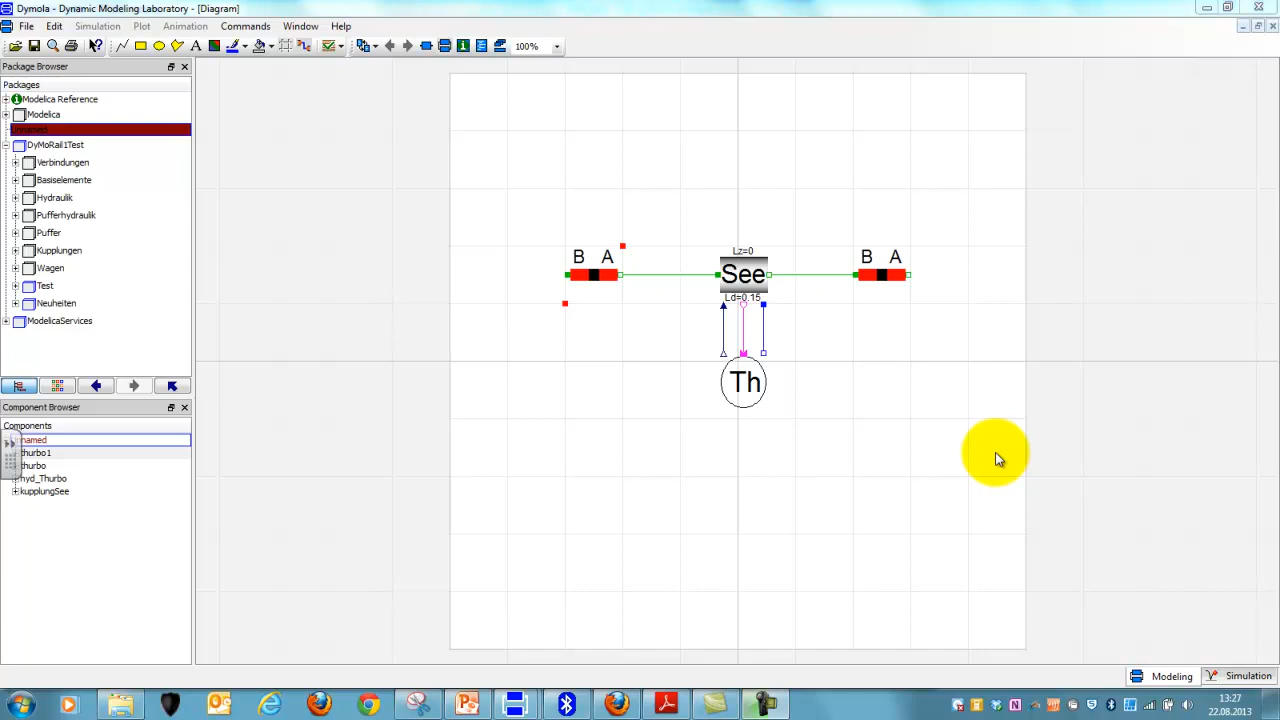 Dymola - Dynamic Modeling Laboratory - [Diagram]
File Edit Simulation Plot Animation Commands Window Help
A 100%
Package Browser
Packages
Modelica Reference
Modelica
Unnamed
DyMoRail1Test
Verbindungen
Basiselemente
Hydraulik
Pufferhydraulik
Puffer
Kupplungen
Wagen
Test
Neuheiten
ModelicaServices
Component Browser
Components
nnamed
thurbo1
thurbo
hyd_Thurbo
kupplungSee
Lz=0
B A See B A
Ld=0.15
Th
Modeling Simulation
13:27
22.08.2013